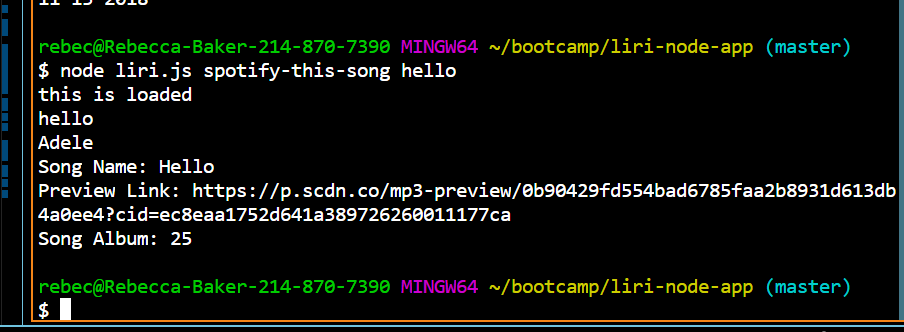 11-15-2018
rebec@Rebecca-Baker-214-870-7390 MINGW64 ~/bootcamp/liri-node-app (master)
$ node liri.js spotify-this-song hello
this is loaded
hello
Adele
Song Name: Hello
Preview Link: https://p.scdn.co/mp3-preview/0b90429fd554bad6785faa2b8931d613db
4a0ee4?cid=ec8eaa1752d641a389726260011177ca
Song Album: 25
rebec@Rebecca-Baker-214-870-7390 MINGW64 ~/bootcamp/liri-node-app (master)
$